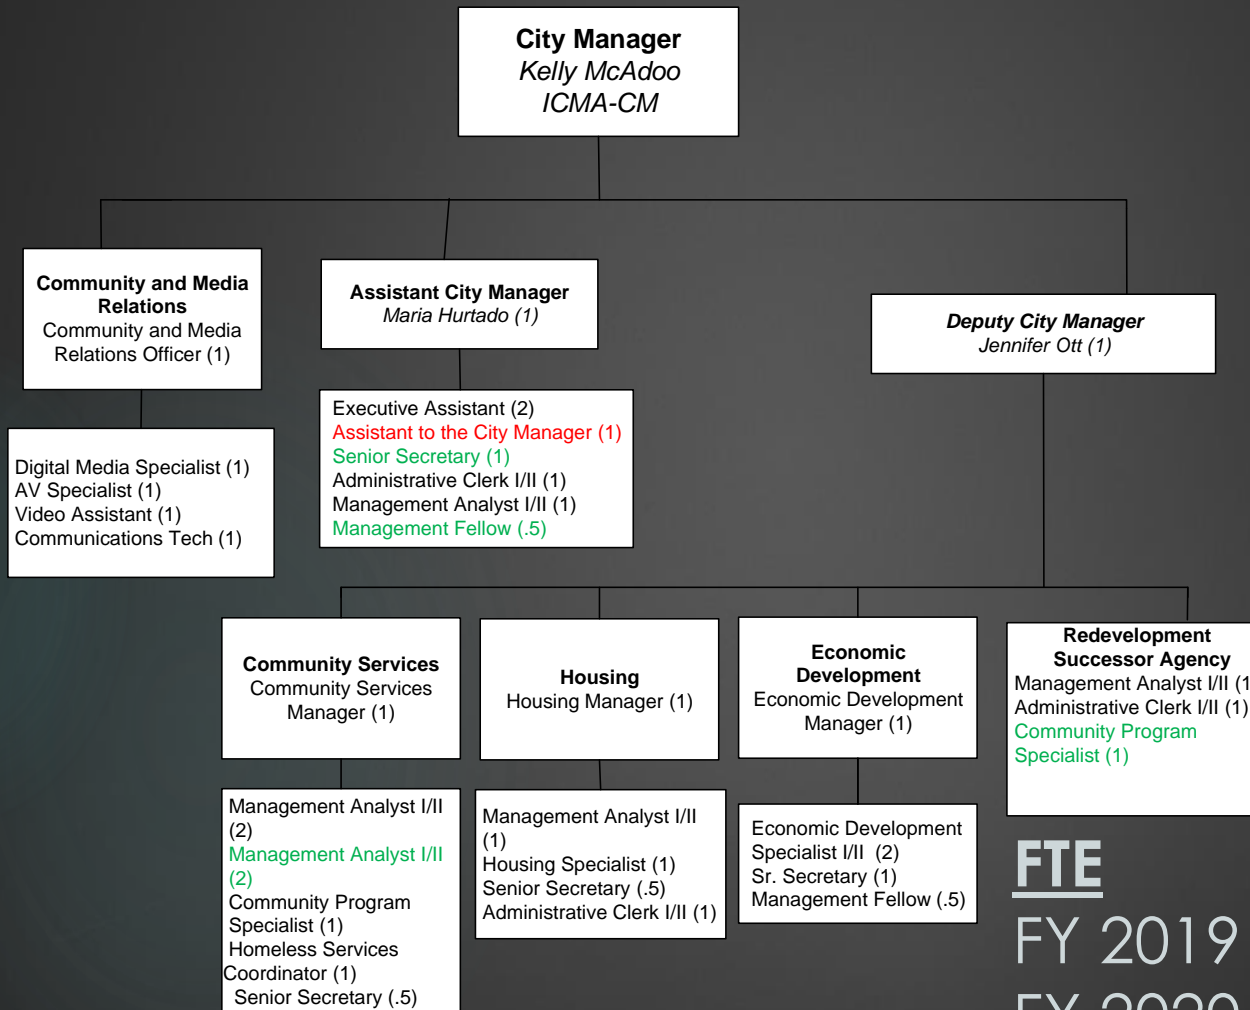 City Manager
Kelly McAdoo
ICMA-CM
Community and Media
Relations
Community and Media
Relations Officer (1)
Assistant City Manager
Maria Hurtado (1)
Deputy City Manager
Jennifer Ott (1)
Digital Media Specialist (1)
AV Specialist (1)
Video Assistant (1)
Communications Tech (1)
Executive Assistant (2)
Assistant to the City Manager (1)
Senior Secretary (1)
Administrative Clerk I/II (1)
Management Analyst I/II (1)
Management Fellow (.5)
Community Services
Community Services
Manager (1)
Housing
Housing Manager (1)
Economic
Development
Economic Development
Manager (1)
Redevelopment
Successor Agency
Management Analyst I/II (1
Administrative Clerk I/II (1)
Community Program
Specialist (1)
Management Analyst I/II
(2)
Management Analyst I/II
(2)
Community Program
Specialist (1)
Homeless Services
Coordinator (1)
Senior Secretary (.5)
Management Analyst I/II
(1)
Housing Specialist (1)
Senior Secretary (.5)
Administrative Clerk I/II (1)
Economic Development
Specialist I/II (2)
Sr. Secretary (1)
Management Fellow (.5)
FTE
FY 2019
FY 2020